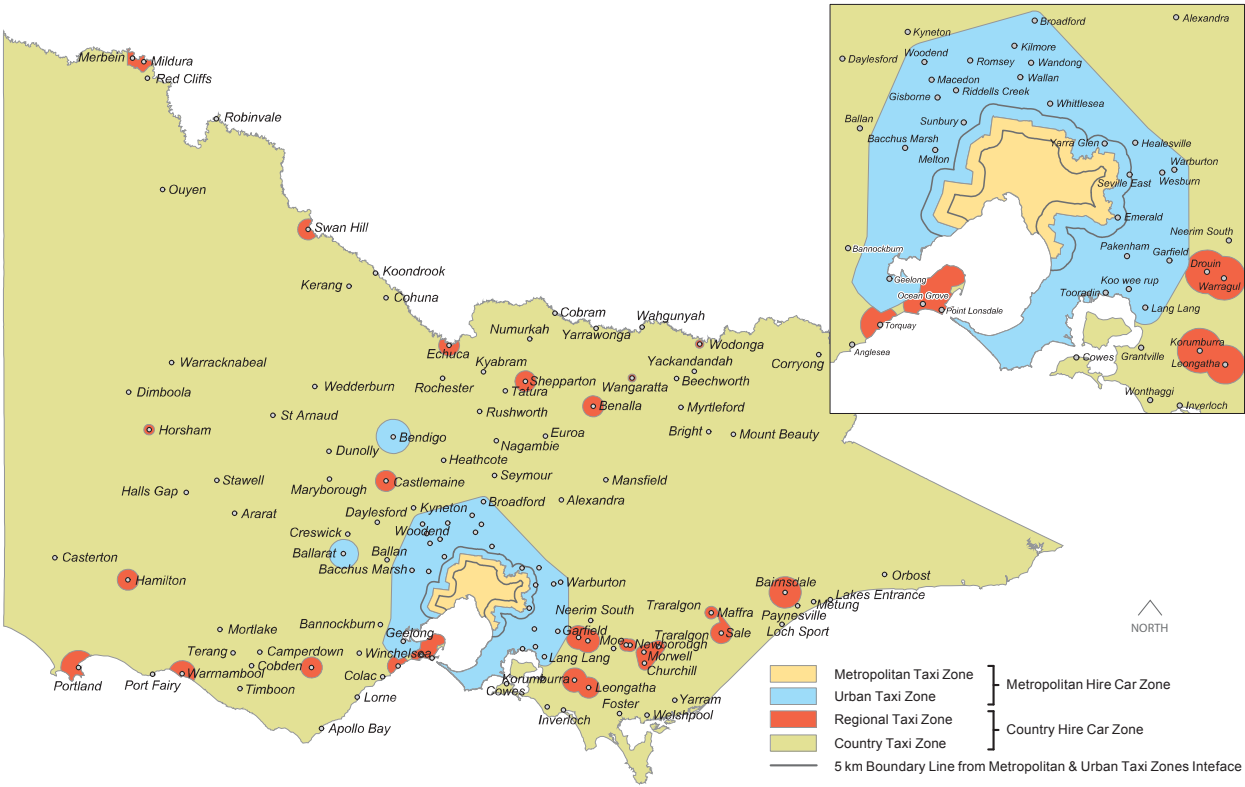 Merbein
Mildura
Red Cliffs
Robinvale
Ouyen
Swan Hill
Koondrook
Kerang
Cohuna
Cobram
Numurkah
Yarrawonga
Wahgunyah
Echuca
Wodonga
Warracknabeal
Kyabram
Yackandandah
Corryong
Rochester
Shepparton
Tatura
Wangaratta
Beechworth
Dimboola
Wedderburn
St Arnaud
Rushworth
Benalla
Myrtleford
Horsham
Bendigo
Nagambie
Euroa
Bright
Mount Beauty
Dunolly
Heathcote
Stawell
Halls Gap
Maryborough
Castlemaine
Seymour
Mansfield
Ararat
Daylesford
Kyneton
Broadford
Alexandra
Creswick
Woodend
Ballarat
Ballan
Bacchus Marsh
Casterton
Hamilton
Warburton
Orbost
Bairnsdale
Lakes Entrance
Metung
Paynesville
Loch Sport
Traralgon
Maffra
Neerim South
Bannockburn
Mortlake
Geelong
Garfield
Moe
Newborough
Traralgon
Sale
Terang
Camperdown
Winchelsea
Lang Lang
Morwell
Churchill
Cobden
Colac
Korumburra
Leongatha
Cowes
Portland
Port Fairy
Warrnambool
Timboon
Lorne
Inverloch
Foster
Yarram
Welshpool
Apollo Bay
Broadford
Alexandra
Kyneton
Kilmore
Daylesford
Woodend
Romsey
Wandong
Macedon
Wallan
Riddells Creek
Gisborne
Whittlesea
Ballan
Sunbury
Bacchus Marsh
Yarra Glen
Healesville
Melton
Warburton
Seville East
Wesburn
Emerald
Neerim South
Bannockburn
Pakenham
Garfield
Drouin
Geelong
Koo wee rup
Warragul
Ocean Grove
Tooradin
Point Lonsdale
Lang Lang
Torquay
Korumburra
Anglesea
Cowes
Grantville
Leongatha
Wonthaggi
Inverloch
NORTH
Metropolitan Taxi Zone
Urban Taxi Zone
Metropolitan Hire Car Zone
Regional Taxi Zone
Country Taxi Zone
Country Hire Car Zone
5 km Boundary Line from Metropolitan & Urban Taxi Zones Inteface